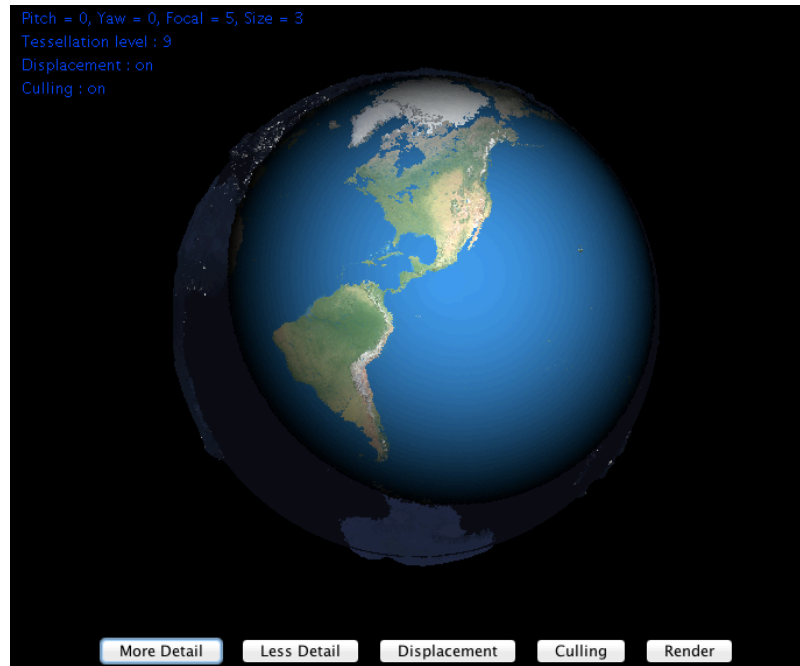 Pitch = 0, Yaw = 0, Focal = 5, Size = 3
Tessellation level : 9
Displacement : on
Culling : on
More Detail
Less Detail
Displacement
Culling
Render